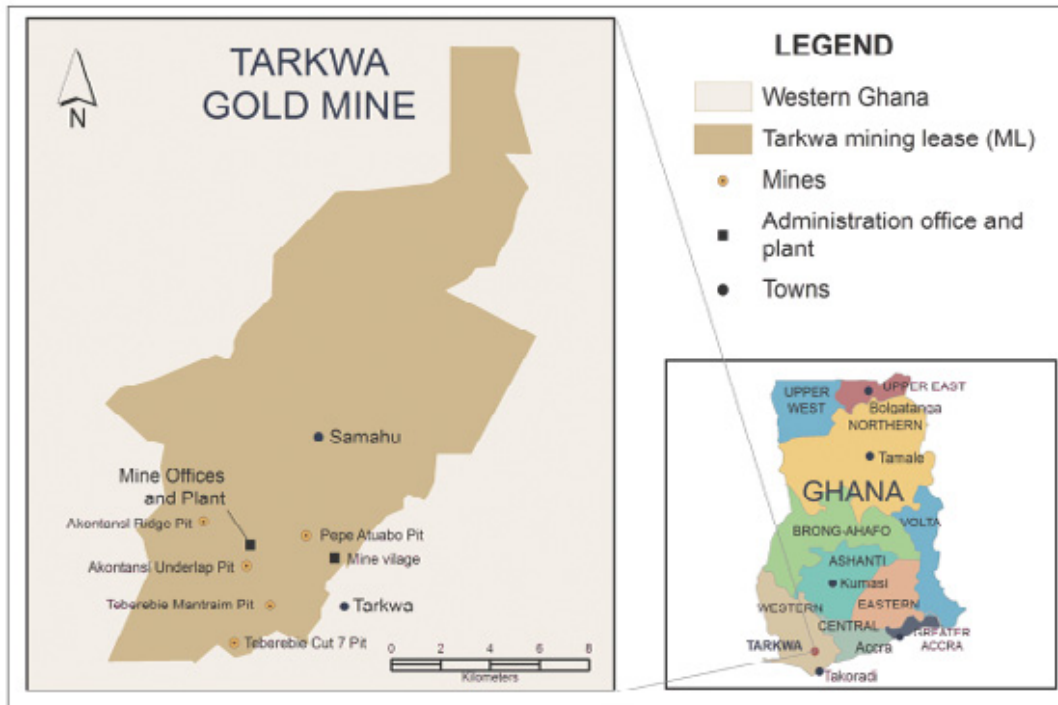 TARKWA
GOLD MINE
N
Samahu
Mine Offices
and Plant
Akontansi Ridge Pit
Pepe Atuabo Pit
Mine vilage
Akontansi Underlap Pit
Teberebie Mantraim Pit
Tarkwa
Teberebie Cut 7 Pit
0 2 4 6 8
Kilometers
LEGEND
Western Ghana
Tarkwa mining lease (ML)
Mines
Administration office and
plant
Towns
UPPER
WEST
UPPER EAST
Bolgatanga
NORTHERN
Tamale
GHANA
VOLTA
BRONG-AHAFO
ASHANTI
Kumasi
WESTERN
EASTERN
CENTRAL
GREATER
ACCRA
Accra
TARKWA
Takoradi